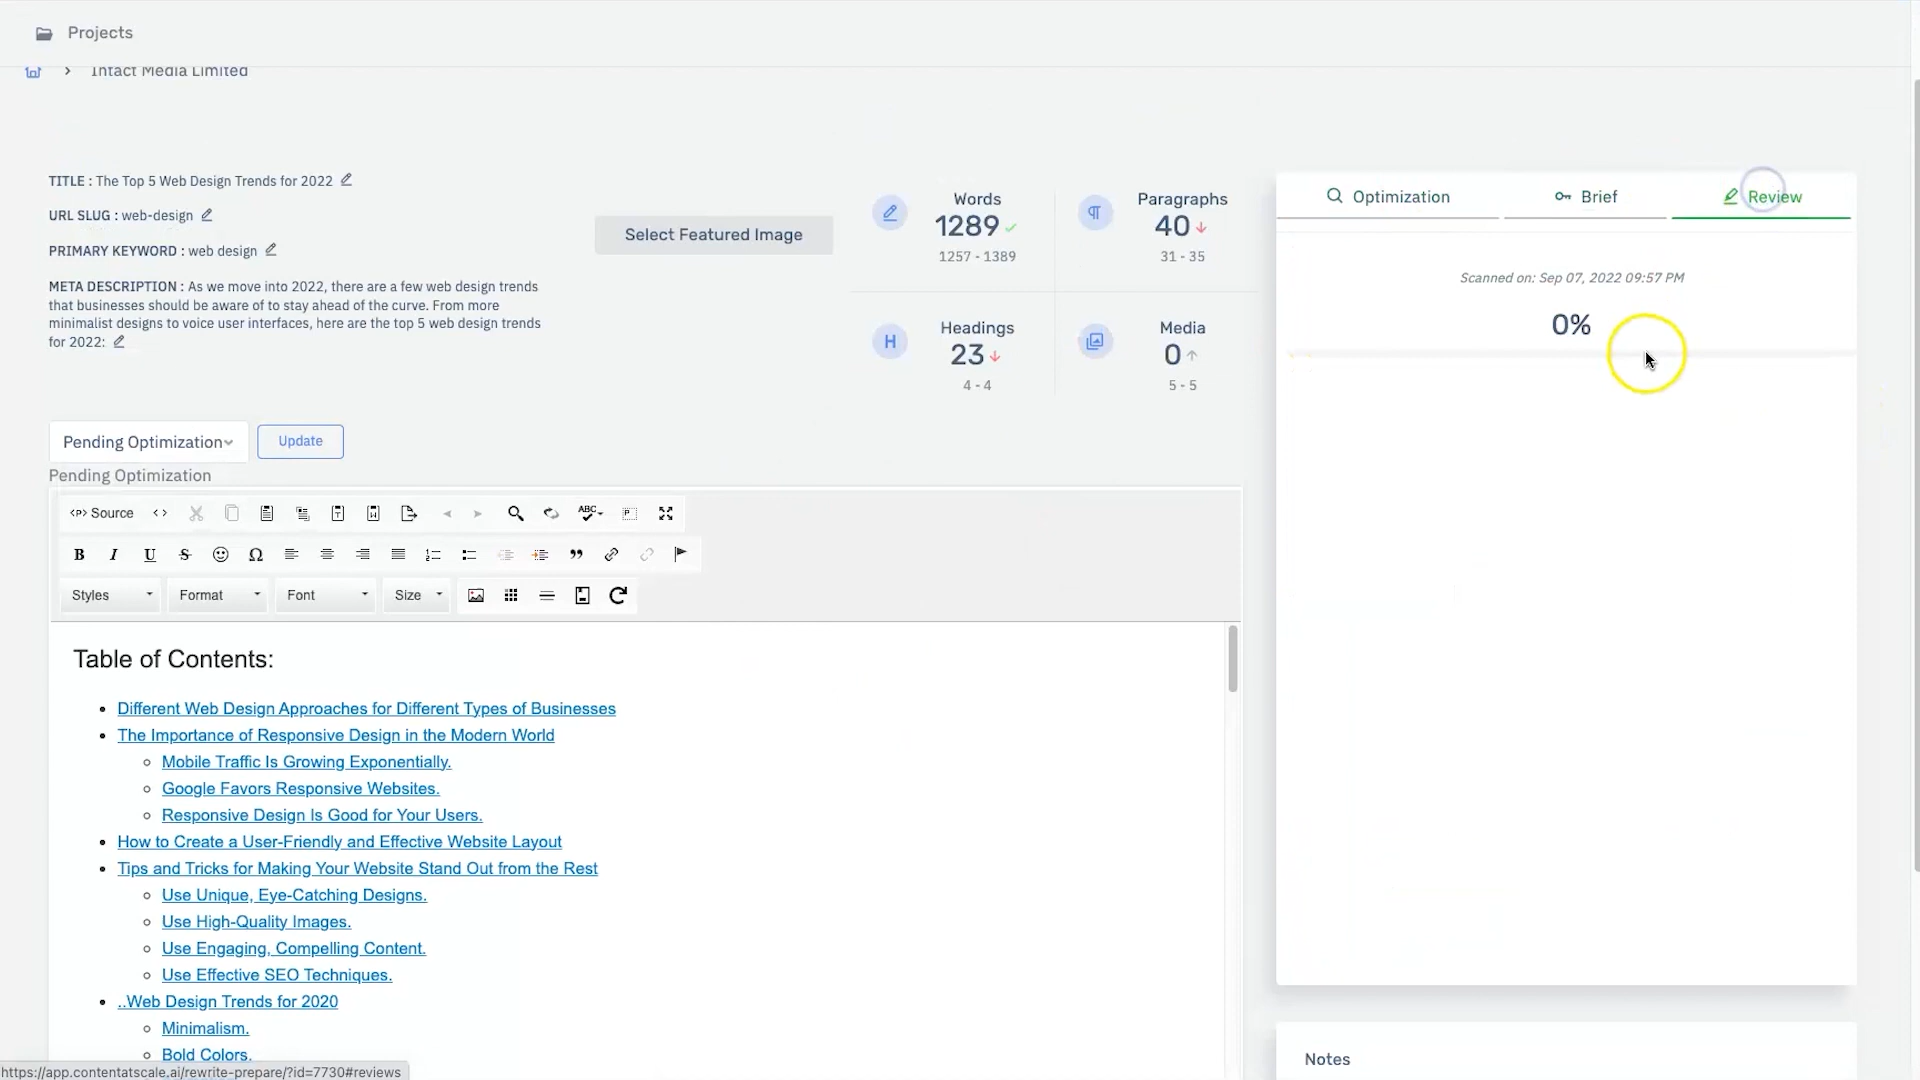 Projects
Intact Media Limited
TITLE : The Top 5 Web Design Trends for 2022
URL SLUG : web-design
PRIMARY KEYWORD : web design
META DESCRIPTION : As we move into 2022, there are a few web design trends
that businesses should be aware of to stay ahead of the curve. From more
minimalist designs to voice user interfaces, here are the top 5 web design trends
for 2022:
Select Featured Image
Words
1289
1257 - 1389
Paragraphs
40
31 - 35
H
Headings
23
4 - 4
Media
0
5 - 5
Optimization
Brief
Review
Scanned on: Sep 07, 2022 09:57 PM
0%
Pending Optimization
Update
Pending Optimization
Source
ABC
B I U S Ω
Styles
Format
Font
Size
Table of Contents:
Different Web Design Approaches for Different Types of Businesses
The Importance of Responsive Design in the Modern World
Mobile Traffic Is Growing Exponentially.
Google Favors Responsive Websites.
Responsive Design Is Good for Your Users.
How to Create a User-Friendly and Effective Website Layout
Tips and Tricks for Making Your Website Stand Out from the Rest
Use Unique, Eye-Catching Designs.
Use High-Quality Images.
Use Engaging, Compelling Content.
Use Effective SEO Techniques.
..Web Design Trends for 2020
Minimalism.
Bold Colors.
Notes
https://app.contentatscale.ai/rewrite-prepare/?id=7730#reviews